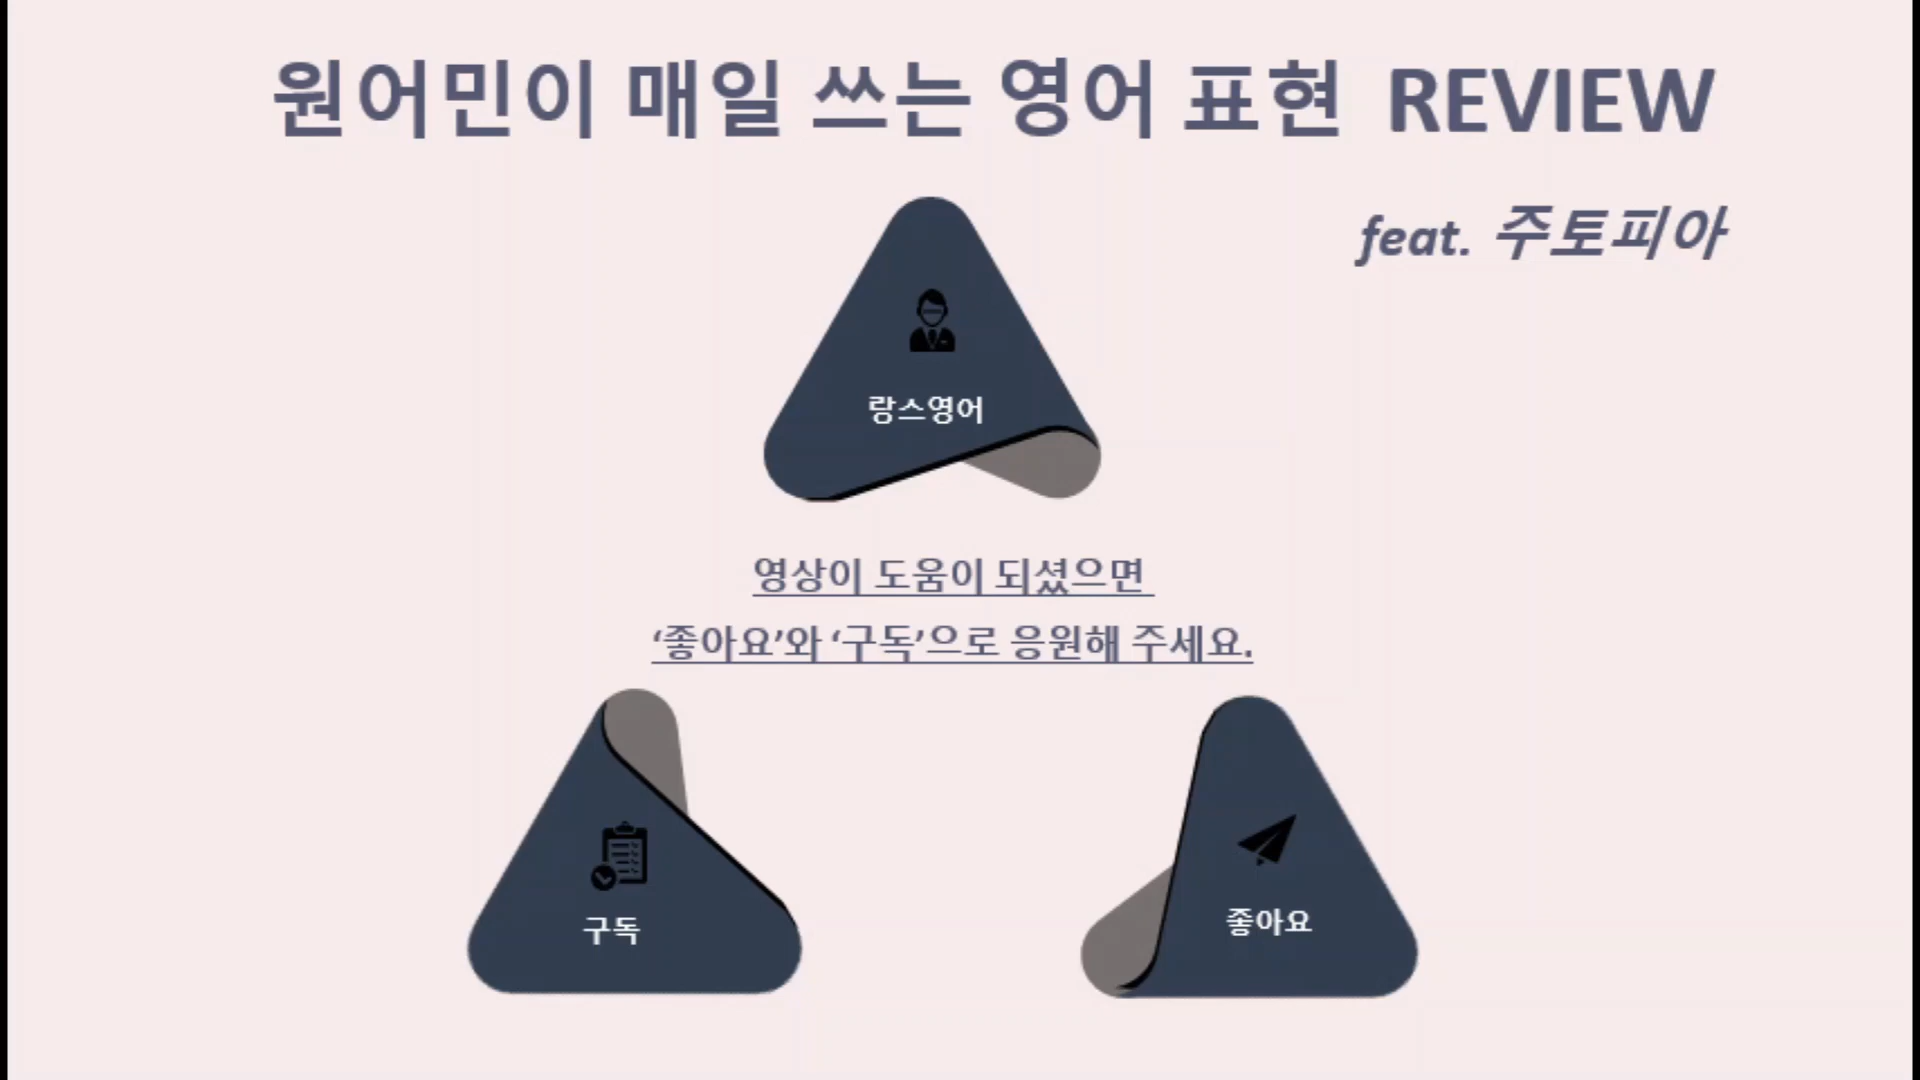 원어민이 매일 쓰는 영어 표현 REVIEW
feat. 주토피아
랑스영어
영상이 도움이 되셨으면
‘좋아요’와 ‘구독’으로 응원해 주세요.
구독
좋아요